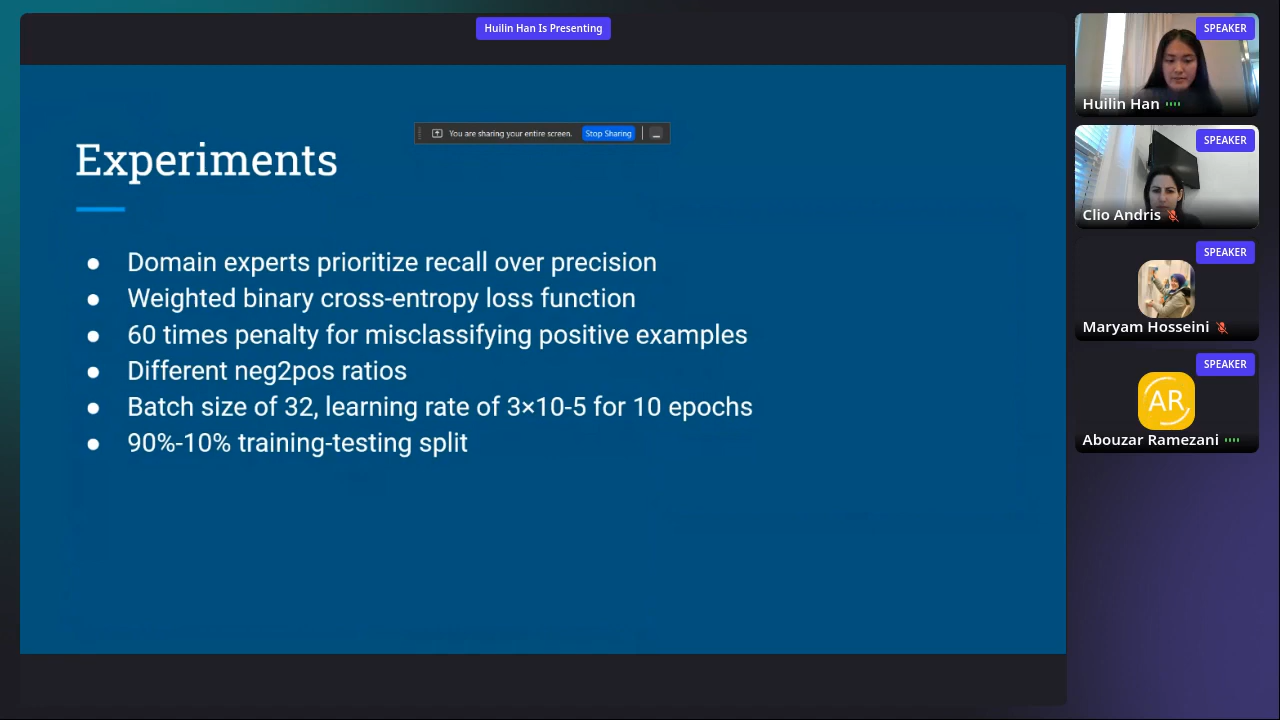 Huilin Han Is Presenting
You are sharing your entire screen. Stop Sharing
Experiments
● Domain experts prioritize recall over precision
● Weighted binary cross-entropy loss function
● 60 times penalty for misclassifying positive examples
● Different neg2pos ratios
● Batch size of 32, learning rate of 3×10-5 for 10 epochs
● 90%-10% training-testing split
SPEAKER
Huilin Han
SPEAKER
Clio Andris
SPEAKER
Maryam Hosseini
SPEAKER
AR
Abouzar Ramezani